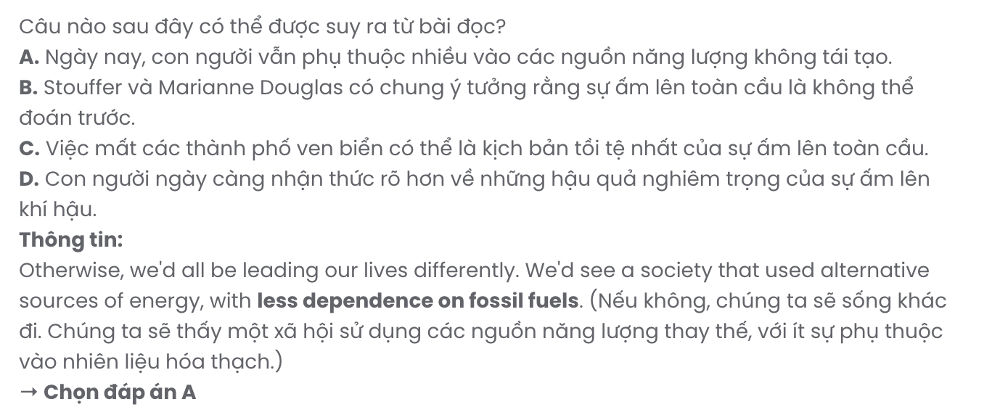 Câu nào sau đây có thể được suy ra từ bài đọc?
A. Ngày nay, con người vẫn phụ thuộc nhiều vào các nguồn năng lượng không tái tạo.
B. Stouffer và Marianne Douglas có chung ý tưởng rằng sự ấm lên toàn cầu là không thể
đoán trước.
C. Việc mất các thành phố ven biển có thể là kịch bản tồi tệ nhất của sự ấm lên toàn cầu.
D. Con người ngày càng nhận thức rõ hơn về những hậu quả nghiêm trọng của sự ấm lên
khí hậu.
Thông tin:
Otherwise, we'd all be leading our lives differently. We'd see a society that used alternative
sources of energy, with less dependence on fossil fuels. (Nếu không, chúng ta sẽ sống khác
đi. Chúng ta sẽ thấy một xã hội sử dụng các nguồn năng lượng thay thế, với ít sự phụ thuộc
vào nhiên liệu hóa thạch.)
→ Chọn đáp án A